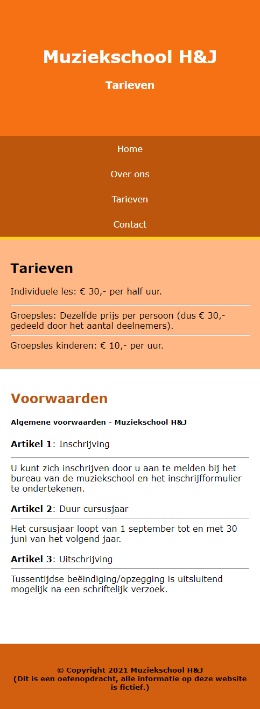 Muziekschool H&J
Tarieven
Home
Over ons
Tarieven
Contact
Tarieven
Individuele les: € 30,- per half uur.
Groepsles: Dezelfde prijs per persoon (dus € 30,-
gedeeld door het aantal deelnemers).
Groepsles kinderen: € 10,- per uur.
Voorwaarden
Algemene voorwaarden - Muziekschool H&J
Artikel 1: Inschrijving
U kunt zich inschrijven door u aan te melden bij het
bureau van de muziekschool en het inschrijfformulier
te ondertekenen.
Artikel 2: Duur cursusjaar
Het cursusjaar loopt van 1 september tot en met 30
juni van het volgend jaar.
Artikel 3: Uitschrijving
Tussentijdse beëindiging/opzegging is uitsluitend
mogelijk na een schriftelijk verzoek.
© Copyright 2021 Muziekschool H&J
(Dit is een oefenopdracht, alle informatie op deze website
is fictief.)